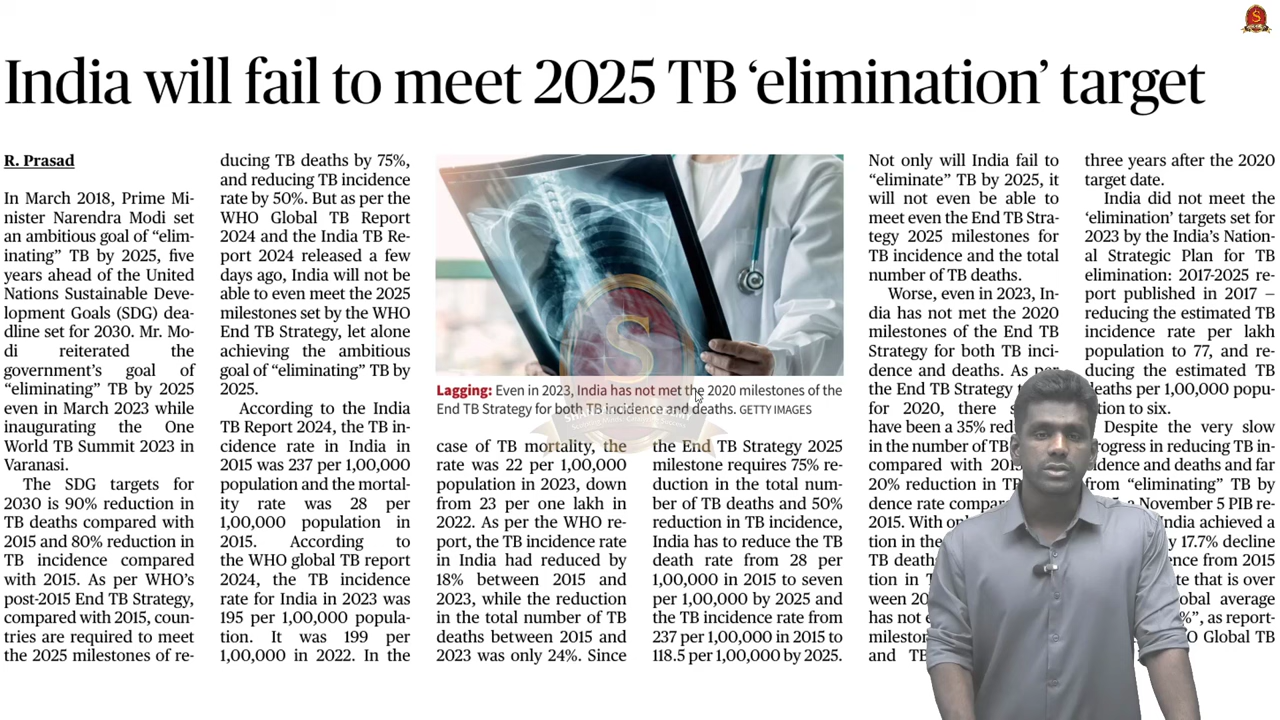 India will fail to meet 2025 TB ‘elimination’ target
R. Prasad
In March 2018, Prime Mi-
nister Narendra Modi set
an ambitious goal of “elim-
inating” TB by 2025, five
years ahead of the United
Nations Sustainable Deve-
lopment Goals (SDG) dea-
dline set for 2030. Mr. Mo-
di reiterated the
government’s goal of
“eliminating” TB by 2025
even in March 2023 while
inaugurating the One
World TB Summit 2023 in
Varanasi.
The SDG targets for
2030 is 90% reduction in
TB deaths compared with
2015 and 80% reduction in
TB incidence compared
with 2015. As per WHO’s
post-2015 End TB Strategy,
compared with 2015, coun-
tries are required to meet
the 2025 milestones of re-
ducing TB deaths by 75%,
and reducing TB incidence
rate by 50%. But as per the
WHO Global TB Report
2024 and the India TB Re-
port 2024 released a few
days ago, India will not be
able to even meet the 2025
milestones set by the WHO
End TB Strategy, let alone
achieving the ambitious
goal of “eliminating” TB by
2025.
According to the India
TB Report 2024, the TB in-
cidence rate in India in
2015 was 237 per 1,00,000
population and the mortal-
ity rate was 28 per
1,00,000 population in
2015. According to
the WHO global TB report
2024, the TB incidence
rate for India in 2023 was
195 per 1,00,000 popula-
tion. It was 199 per
1,00,000 in 2022. In the
Lagging: Even in 2023, India has not met the 2020 milestones of the
End TB Strategy for both TB incidence and deaths. GETTY IMAGES
case of TB mortality, the
rate was 22 per 1,00,000
population in 2023, down
from 23 per one lakh in
2022. As per the WHO re-
port, the TB incidence rate
in India had reduced by
18% between 2015 and
2023, while the reduction
in the total number of TB
deaths between 2015 and
2023 was only 24%. Since
the End TB Strategy 2025
milestone requires 75% re-
duction in the total num-
ber of TB deaths and 50%
reduction in TB incidence,
India has to reduce the TB
death rate from 28 per
1,00,000 in 2015 to seven
per 1,00,000 by 2025 and
the TB incidence rate from
237 per 1,00,000 in 2015 to
118.5 per 1,00,000 by 2025.
Not only will India fail to
“eliminate” TB by 2025, it
will not even be able to
meet even the End TB Stra-
tegy 2025 milestones for
TB incidence and the total
number of TB deaths.
Worse, even in 2023, In-
dia has not met the 2020
milestones of the End TB
Strategy for both TB inci-
dence and deaths. As per
the End TB Strategy
for 2020, there
have been a 35% red
in the number of TB
compared with 201
20% reduction in TB
dence rate compar
2015. With onl
tion in the
TB death
tion in T
ween 20
has not e
mileston
and TB
three years after the 2020
target date.
India did not meet the
‘elimination’ targets set for
2023 by the India’s Nation-
al Strategic Plan for TB
elimination: 2017-2025 re-
port published in 2017 –
reducing the estimated TB
incidence rate per lakh
population to 77, and re-
ducing the estimated TB
deaths per 1,00,000 popu-
tion to six.
Despite the very slow
rogress in reducing TB in-
idence and deaths and far
from “eliminating” TB by
a November 5 PIB re-
India achieved a
y 17.7% decline
ence from 2015
te that is over
obal average
%”, as report-
O Global TB